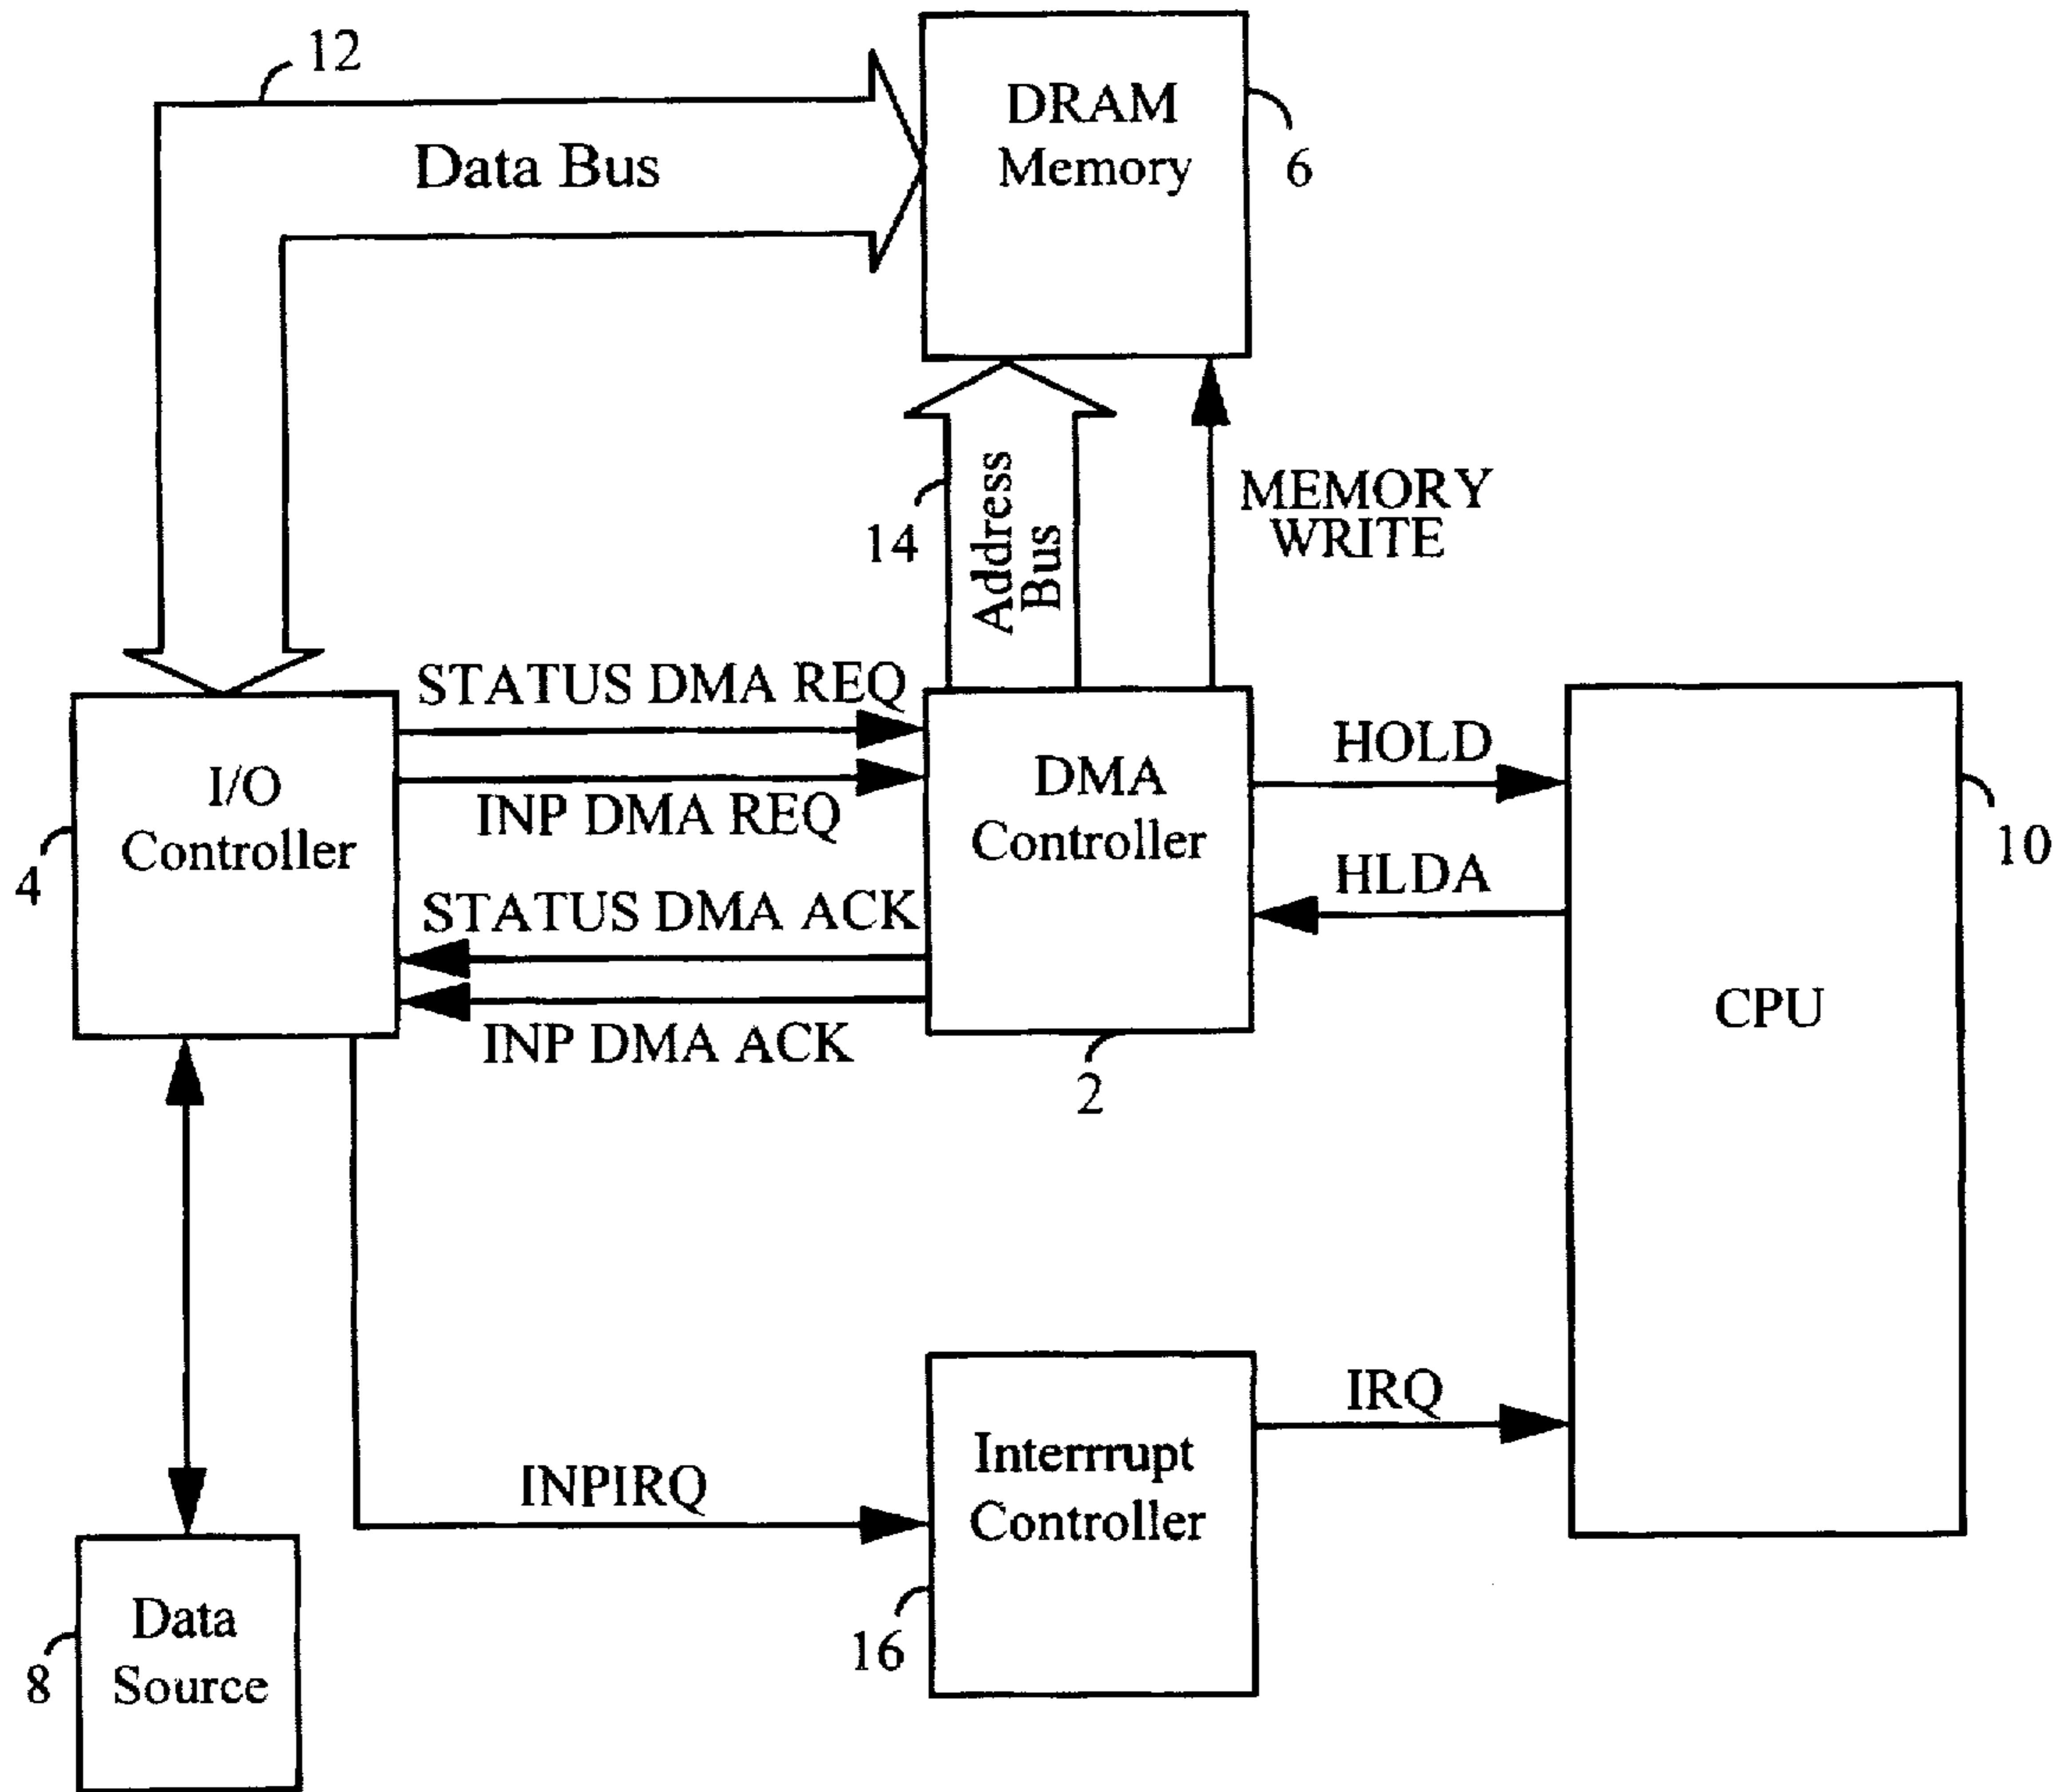 12
Data Bus
DRAM
Memory
6
14
Address
Bus
MEMORY
WRITE
STATUS DMA REQ
INP DMA REQ
STATUS DMA ACK
INP DMA ACK
I/O
Controller
4
DMA
Controller
2
HOLD
HLDA
CPU
10
INPIRQ
Interrrupt
Controller
16
IRQ
Data
Source
8